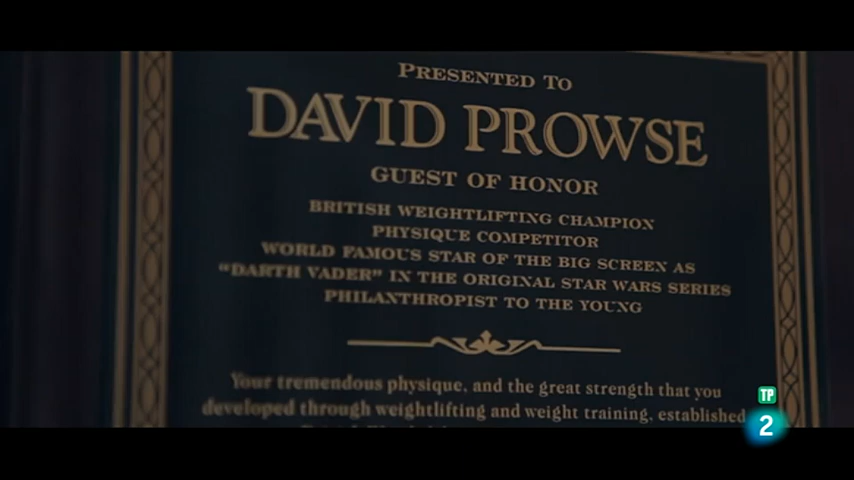 PRESENTED TO
DAVID PROWSE
GUEST OF HONOR
BRITISH WEIGHTLIFTING CHAMPION
PHYSIQUE COMPETITOR
WORLD FAMOUS STAR OF THE BIG SCREEN AS
"DARTH VADER" IN THE ORIGINAL STAR WARS SERIES
PHILANTHROPIST TO THE YOUNG
Your tremendous physique, and the great strength that you
developed through weightlifting and weight training, established
TP
2